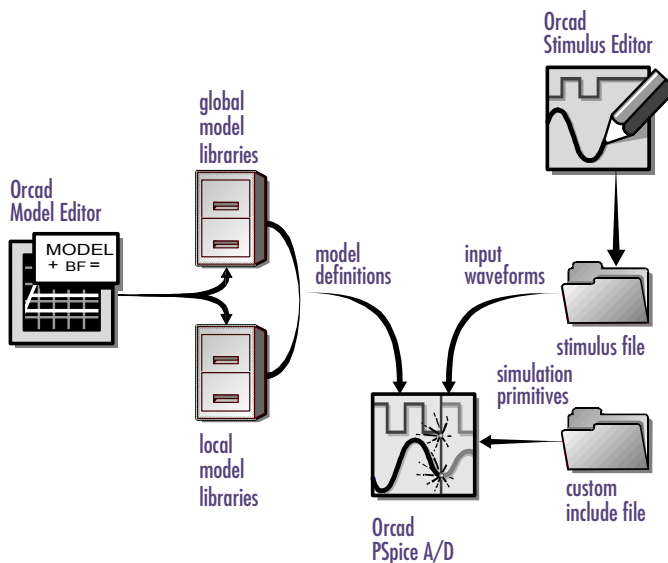 Orcad
Stimulus Editor
global
model
libraries
Orcad
Model Editor
MODEL
+ BF =
model
definitions
input
waveforms
stimulus file
simulation
primitives
local
model
libraries
custom
include file
Orcad
PSpice A/D